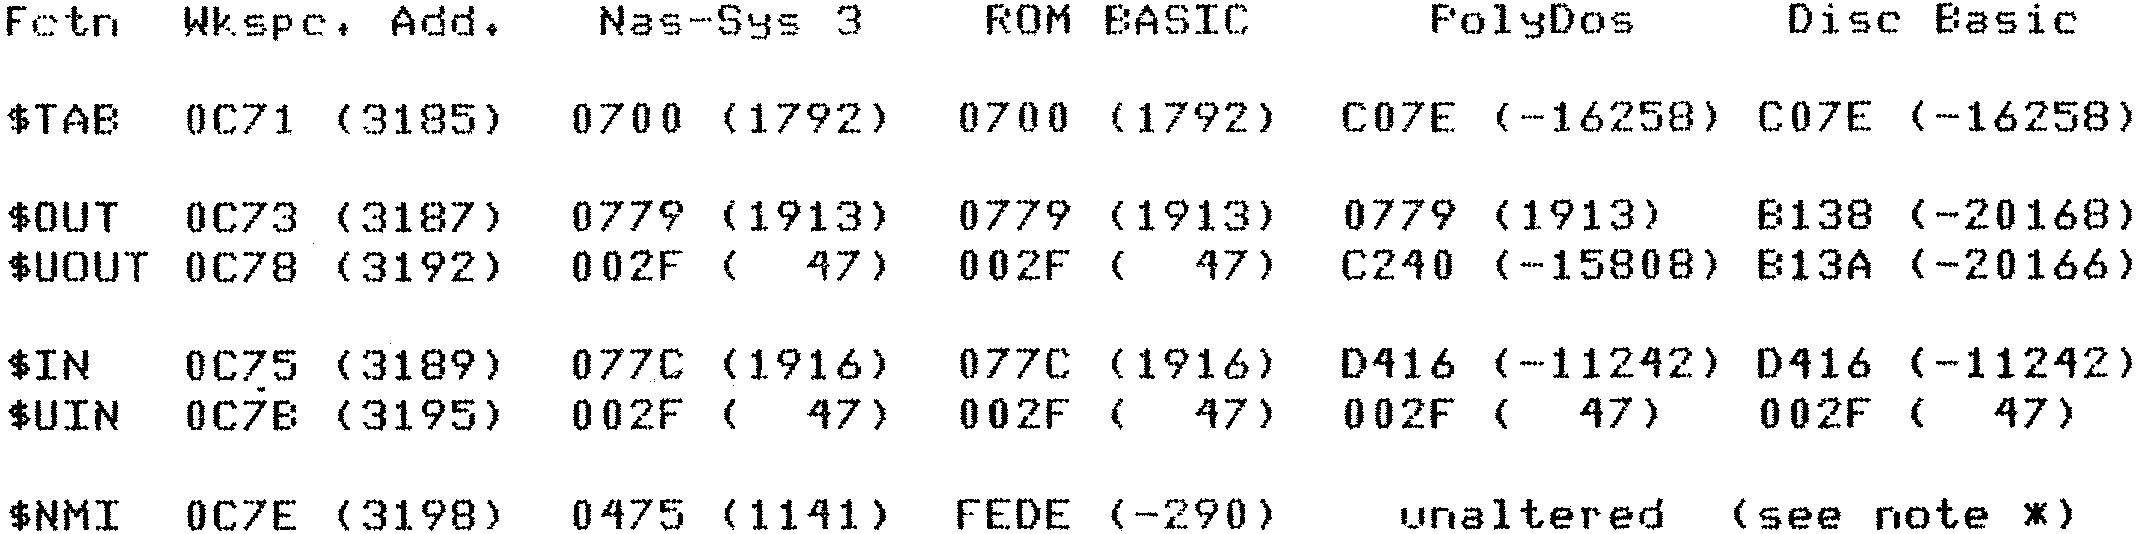 Fctn  Wkspc. Add.  Nas-Sys 3  ROM BASIC  PolyDos  Disc Basic
$TAB  0C71 (3185)  0700 (1792)  0700 (1792)  C07E (-16258)  C07E (-16258)
$OUT  0C73 (3187)  0779 (1913)  0779 (1913)  0779 (1913)  B138 (-20168)
$UOUT  0C78 (3192)  002F (  47)  002F (  47)  C240 (-15808)  B13A (-20166)
$IN  0C75 (3189)  077C (1916)  077C (1916)  D416 (-11242)  D416 (-11242)
$UIN  0C7B (3195)  002F (  47)  002F (  47)  002F (  47)  002F (  47)
$NMI  0C7E (3198)  0475 (1141)  FEDE (-290)  unaltered  (see note *)